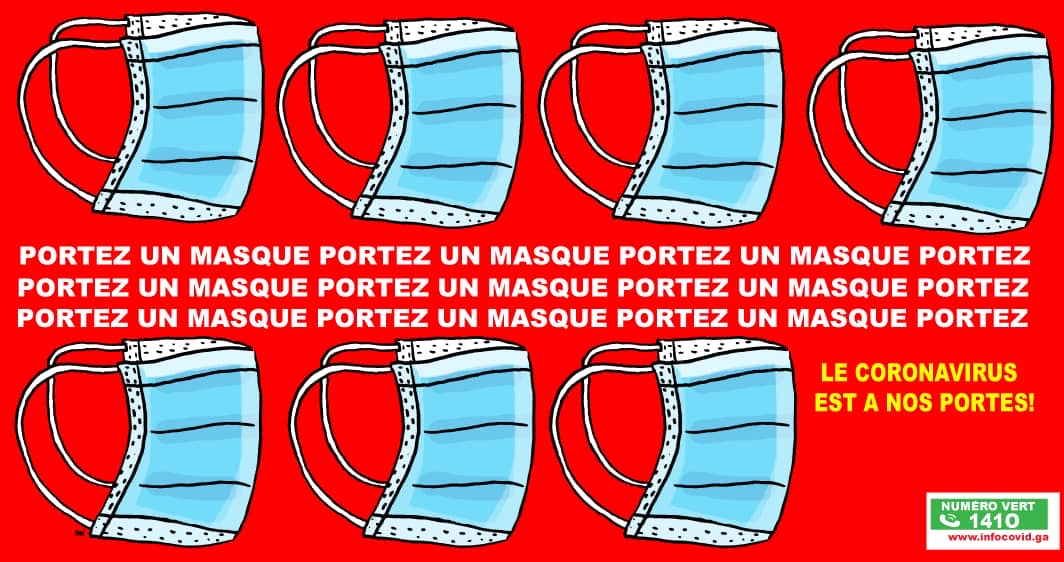 PORTEZ UN MASQUE PORTEZ UN MASQUE PORTEZ UN MASQUE PORTEZ
PORTEZ UN MASQUE PORTEZ UN MASQUE PORTEZ UN MASQUE PORTEZ
PORTEZ UN MASQUE PORTEZ UN MASQUE PORTEZ UN MASQUE PORTEZ
LE CORONAVIRUS
EST A NOS PORTES!
NUMÉRO VERT
1410
www.infocovid.ga